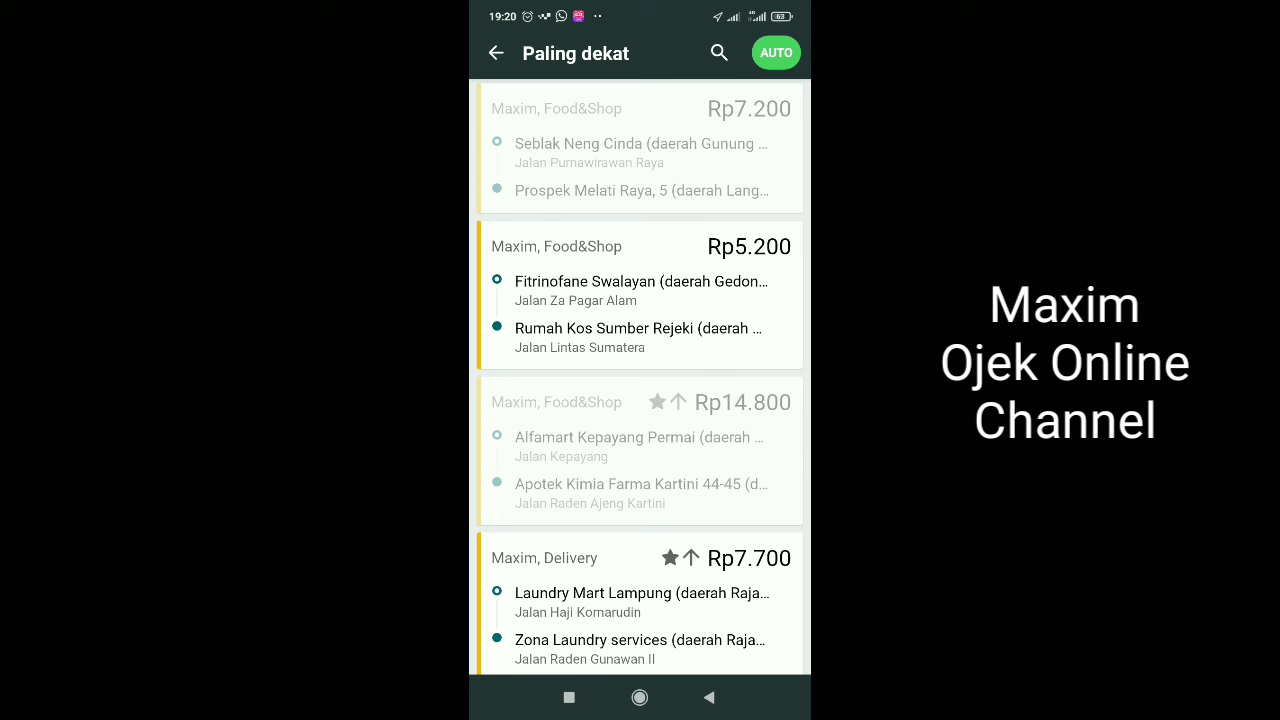 19:20
63
Paling dekat
AUTO
Maxim, Food&Shop Rp7.200
Seblak Neng Cinda (daerah Gunung ...
Jalan Purnawirawan Raya
Prospek Melati Raya, 5 (daerah Lang...
Maxim, Food&Shop Rp5.200
Fitrinofane Swalayan (daerah Gedon...
Jalan Za Pagar Alam
Rumah Kos Sumber Rejeki (daerah ...
Jalan Lintas Sumatera
Maxim, Food&Shop Rp14.800
Alfamart Kepayang Permai (daerah ...
Jalan Kepayang
Apotek Kimia Farma Kartini 44-45 (d...
Jalan Raden Ajeng Kartini
Maxim, Delivery Rp7.700
Laundry Mart Lampung (daerah Raja...
Jalan Haji Komarudin
Zona Laundry services (daerah Raja...
Jalan Raden Gunawan II
Maxim
Ojek Online
Channel